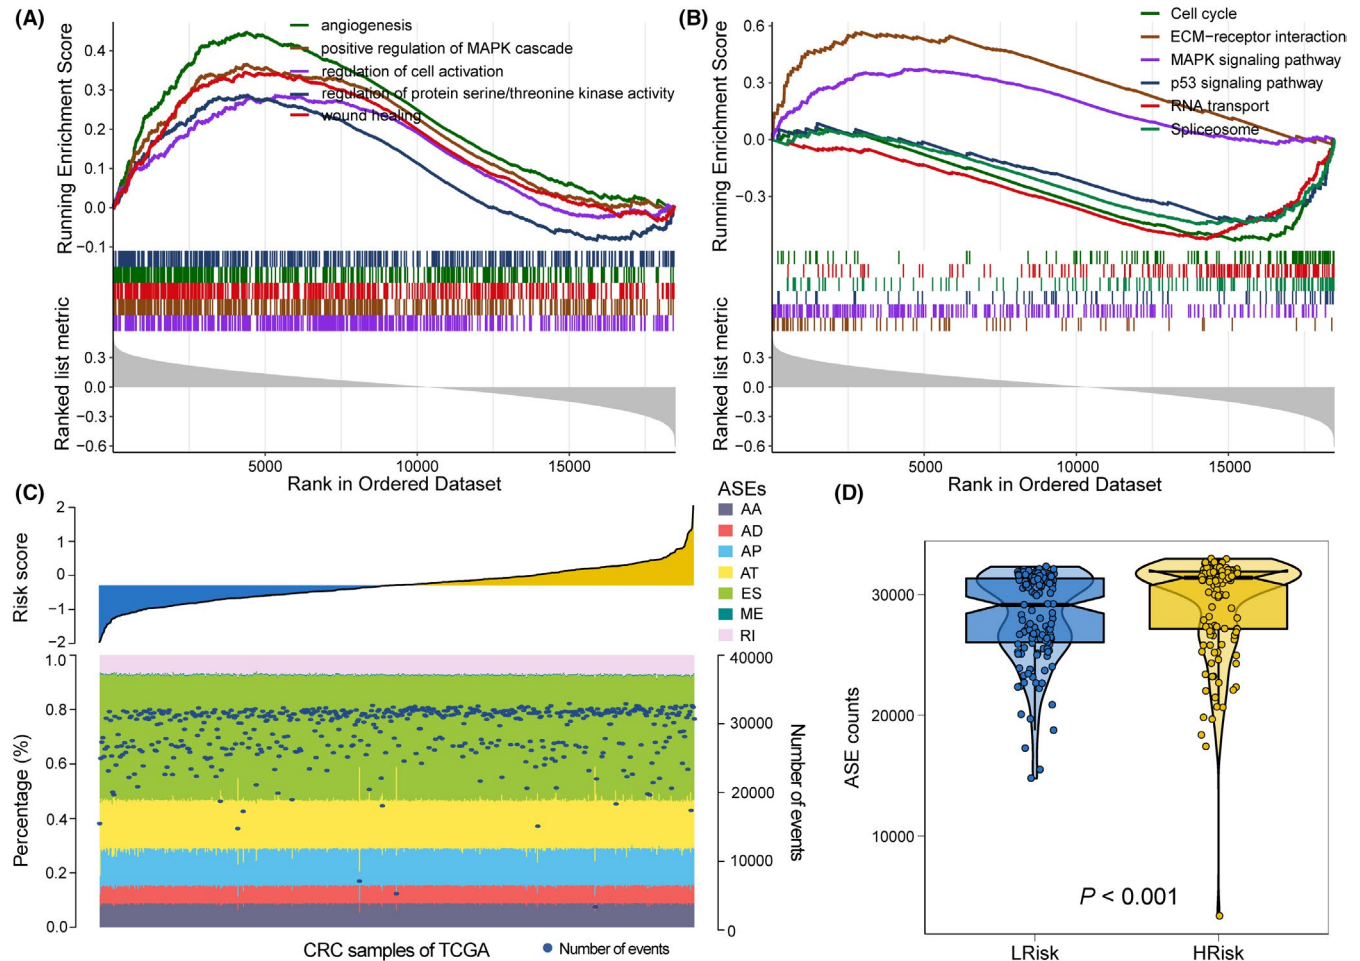 (A)
Running Enrichment Score
0.4
0.3
0.2
0.1
0.0
−0.1
angiogenesis
positive regulation of MAPK cascade
regulation of cell activation
regulation of protein serine/threonine kinase activity
wound healing
Ranked list metric
0.3
0.0
−0.3
−0.6
5000
10000
15000
Rank in Ordered Dataset
(B)
Running Enrichment Score
0.6
0.3
0.0
−0.3
Cell cycle
ECM−receptor interaction
MAPK signaling pathway
p53 signaling pathway
RNA transport
Spliceosome
Ranked list metric
0.3
0.0
−0.3
−0.6
5000
10000
15000
Rank in Ordered Dataset
(C)
Risk score
2
1
0
−1
−2
ASEs
AA
AD
AP
AT
ES
ME
RI
Percentage (%)
1.0
0.8
0.6
0.4
0.2
0.0
40000
30000
20000
10000
0
Number of events
CRC samples of TCGA
Number of events
(D)
ASE counts
30000
20000
10000
P < 0.001
LRisk
HRisk